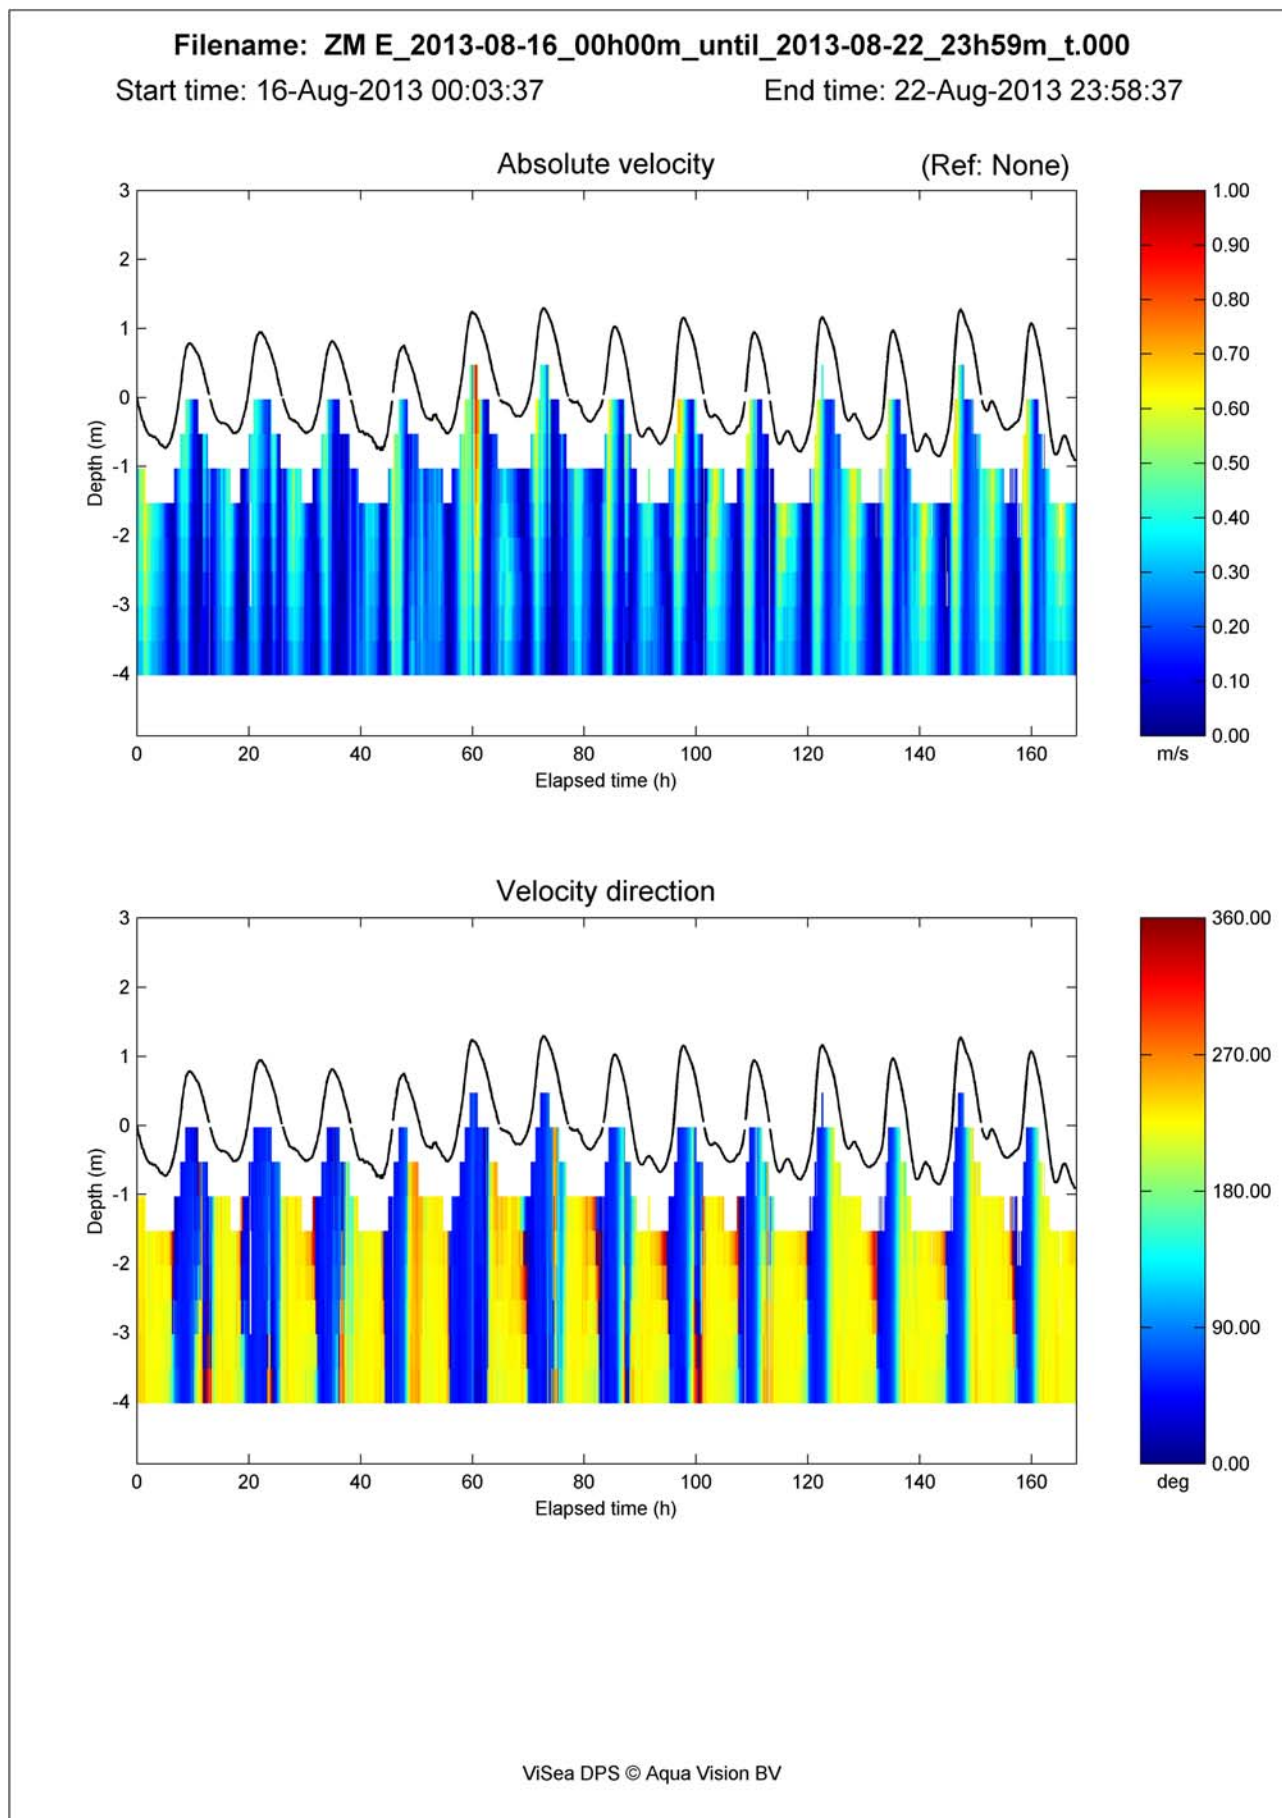 Filename: ZM E_2013-08-16_00h00m_until_2013-08-22_23h59m_t.000
Start time: 16-Aug-2013 00:03:37 End time: 22-Aug-2013 23:58:37
Absolute velocity (Ref: None)
3
2
1
0
-1
-2
-3
-4
Depth (m)
0 20 40 60 80 100 120 140 160
Elapsed time (h)
1.00
0.90
0.80
0.70
0.60
0.50
0.40
0.30
0.20
0.10
0.00
m/s
Velocity direction
3
2
1
0
-1
-2
-3
-4
Depth (m)
0 20 40 60 80 100 120 140 160
Elapsed time (h)
360.00
270.00
180.00
90.00
0.00
deg
ViSea DPS © Aqua Vision BV